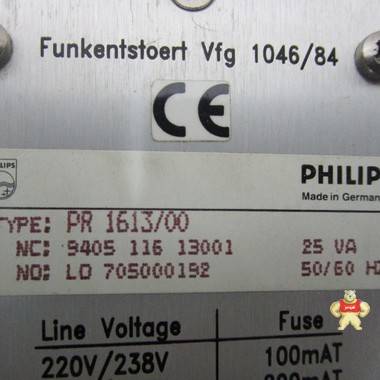 Funkentstoert Vfg 1046/84
CE
PHILIPS
Made in German
TYPE: PR 1613/00
NC: 9405 116 13001 25 VA
NO: LO 705000192 50/60 HZ
Line Voltage Fuse
220V/238V 100mAT